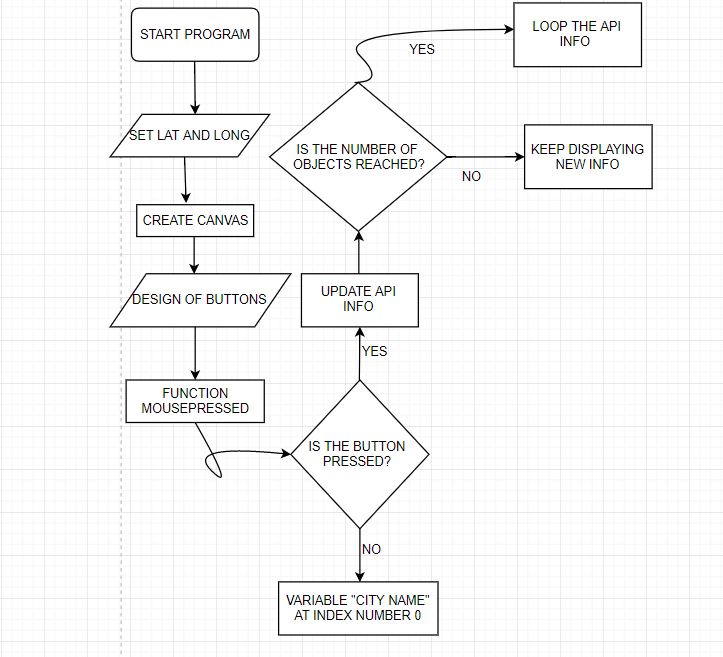 START PROGRAM
SET LAT AND LONG
CREATE CANVAS
DESIGN OF BUTTONS
FUNCTION
MOUSEPRESSED
IS THE BUTTON
PRESSED?
NO
VARIABLE "CITY NAME"
AT INDEX NUMBER 0
YES
UPDATE API
INFO
IS THE NUMBER OF
OBJECTS REACHED?
YES
LOOP THE API
INFO
NO
KEEP DISPLAYING
NEW INFO